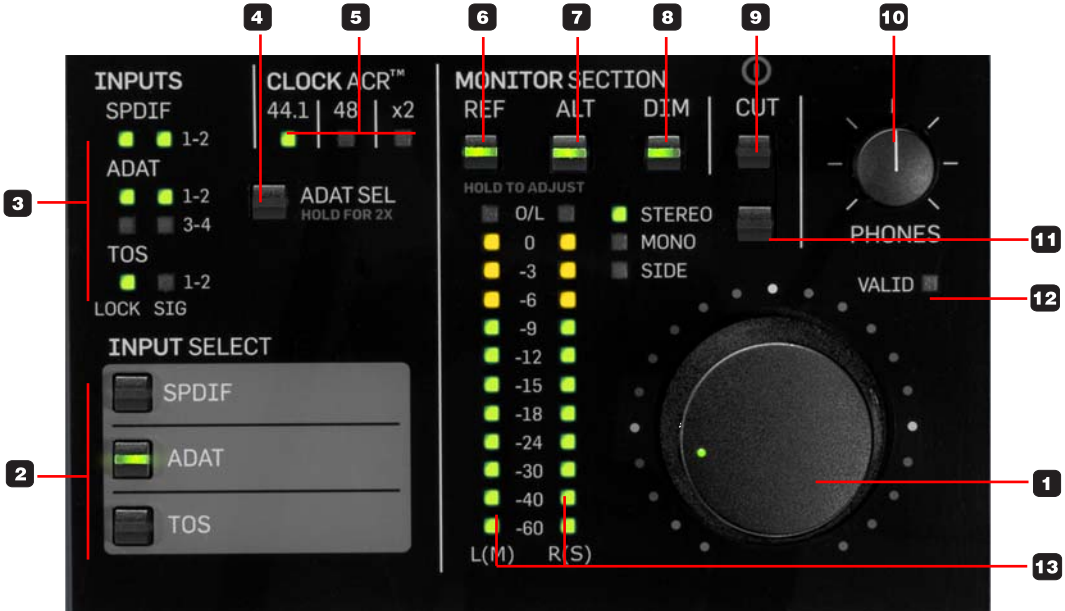 4 5 6 7 8 9 10
INPUTS
SPDIF
1-2
ADAT
1-2
3-4
TOS
1-2
LOCK SIG
3
CLOCK ACR™
44.1 48 x2
ADAT SEL
HOLD FOR 2X
INPUT SELECT
SPDIF
ADAT
TOS
2
MONITOR SECTION
REF ALT DIM CUT
HOLD TO ADJUST
O/L
0
-3
-6
-9
-12
-15
-18
-24
-30
-40
-60
L(M) R(S)
STEREO
MONO
SIDE
PHONES
11
VALID
12
1
13